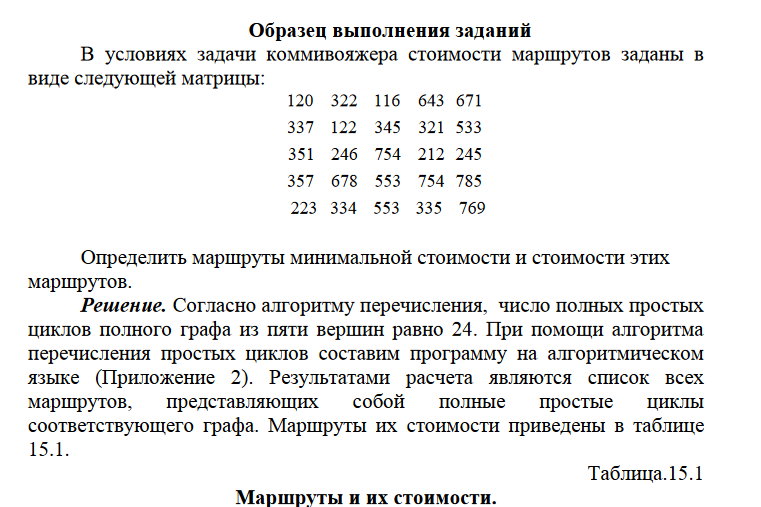 Образец выполнения заданий
В условиях задачи коммивояжера стоимости маршрутов заданы в
виде следующей матрицы:
120 322 116 643 671
337 122 345 321 533
351 246 754 212 245
357 678 553 754 785
223 334 553 335 769
Определить маршруты минимальной стоимости и стоимости этих
маршрутов.
Решение. Согласно алгоритму перечисления, число полных простых
циклов полного графа из пяти вершин равно 24. При помощи алгоритма
перечисления простых циклов составим программу на алгоритмическом
языке (Приложение 2). Результатами расчета являются список всех
маршрутов, представляющих собой полные простые циклы
соответствующего графа. Маршруты их стоимости приведены в таблице
15.1.
Таблица.15.1
Маршруты и их стоимости.